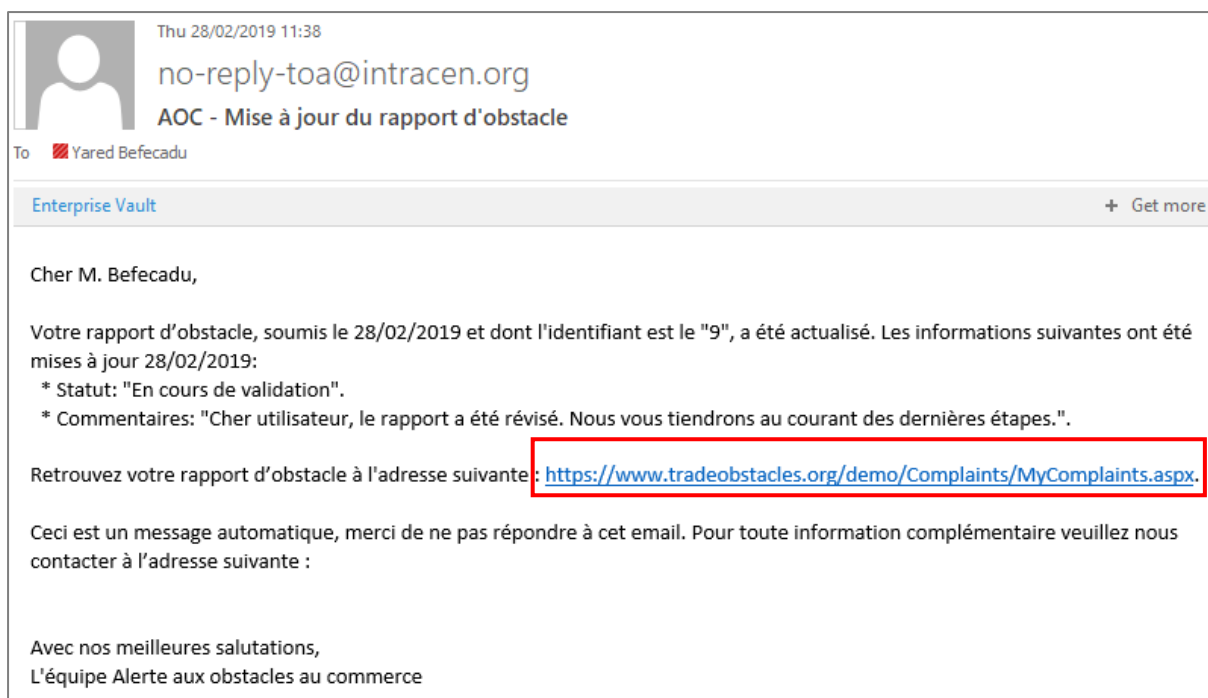 Thu 28/02/2019 11:38
no-reply-toa@intracen.org
AOC - Mise à jour du rapport d'obstacle
To Yared Befecadu
Enterprise Vault + Get more
Cher M. Befecadu,
Votre rapport d’obstacle, soumis le 28/02/2019 et dont l'identifiant est le "9", a été actualisé. Les informations suivantes ont été
mises à jour 28/02/2019:
* Statut: "En cours de validation".
* Commentaires: "Cher utilisateur, le rapport a été révisé. Nous vous tiendrons au courant des dernières étapes.".
Retrouvez votre rapport d’obstacle à l'adresse suivante : https://www.tradeobstacles.org/demo/Complaints/MyComplaints.aspx.
Ceci est un message automatique, merci de ne pas répondre à cet email. Pour toute information complémentaire veuillez nous
contacter à l’adresse suivante :
Avec nos meilleures salutations,
L'équipe Alerte aux obstacles au commerce